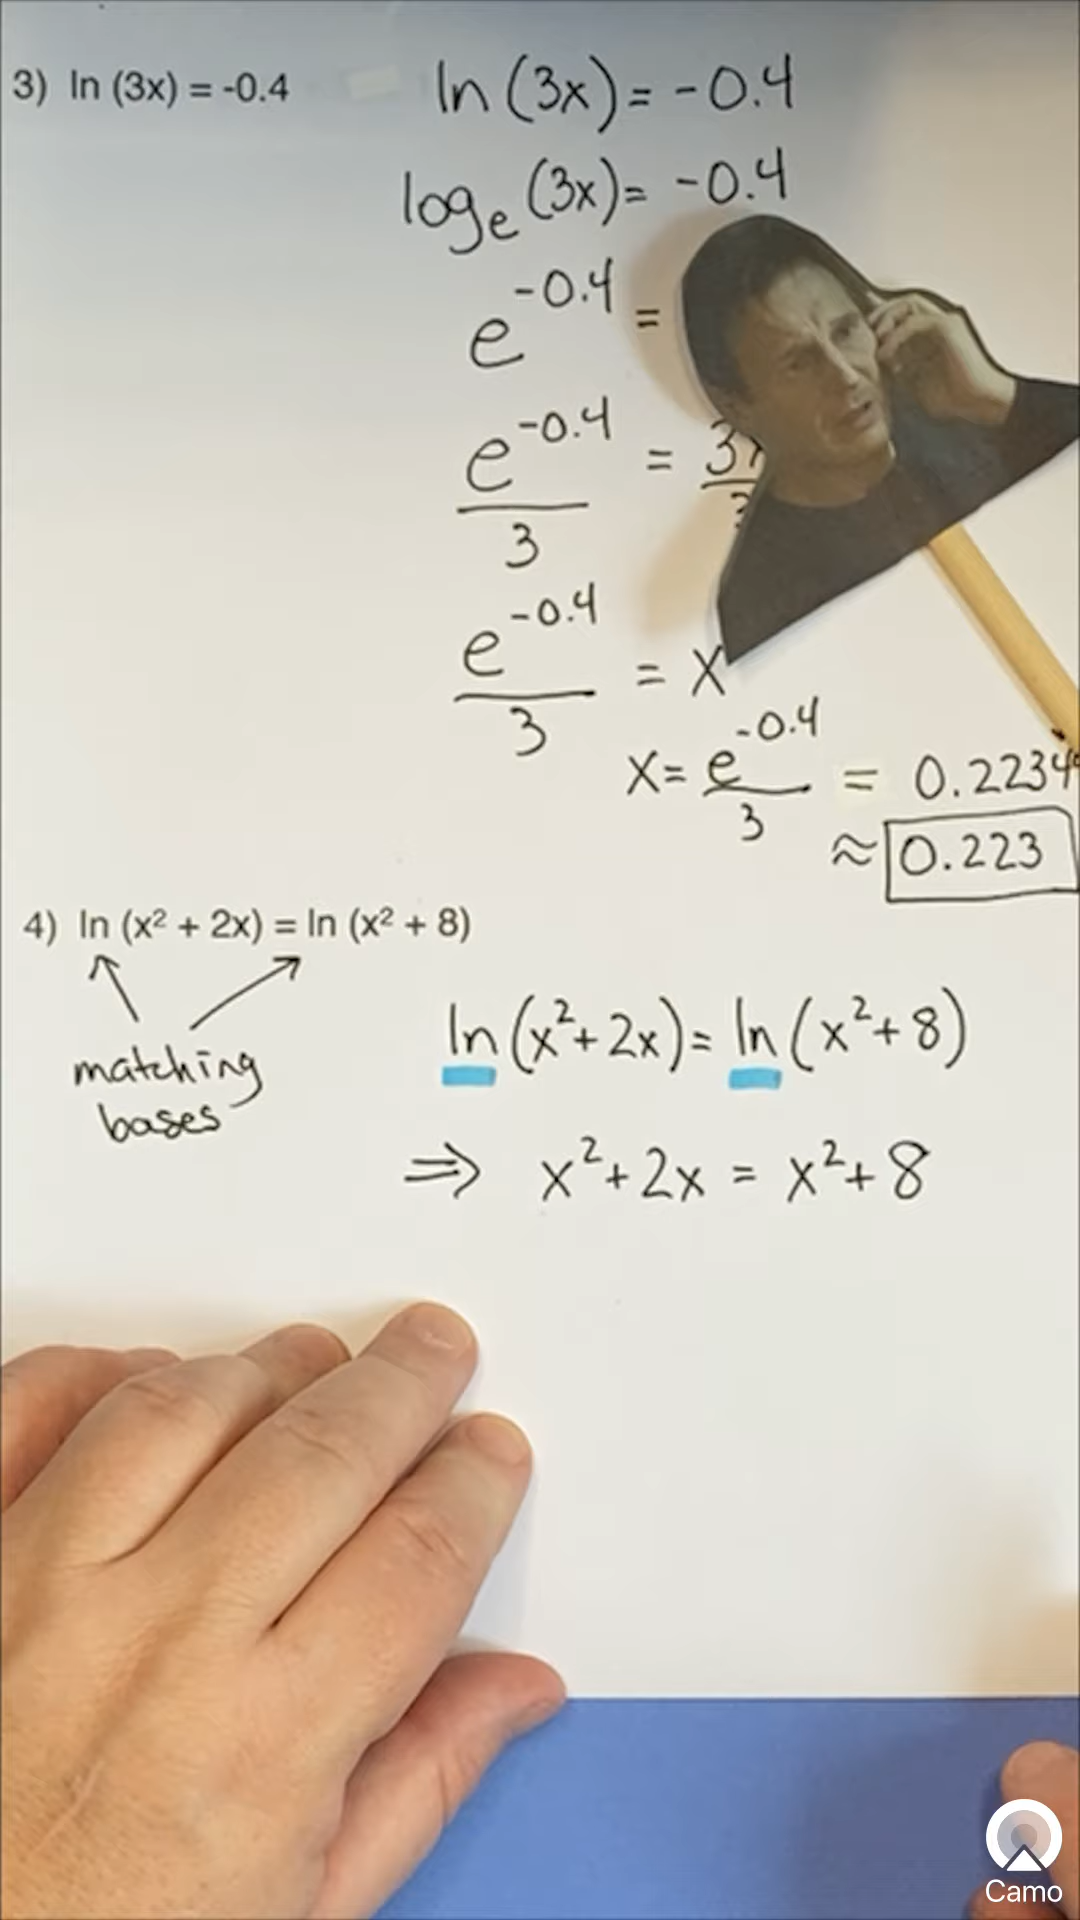 3) ln (3x) = -0.4
ln (3x) = -0.4
logₑ (3x) = -0.4
e^-0.4 =
e^-0.4 / 3 = 3x
e^-0.4 / 3 = x
x = e^-0.4 / 3 = 0.2234
≈ 0.223
4) ln (x² + 2x) = ln (x² + 8)
matching
bases
ln (x² + 2x) = ln (x² + 8)
⇒ x² + 2x = x² + 8
Camo